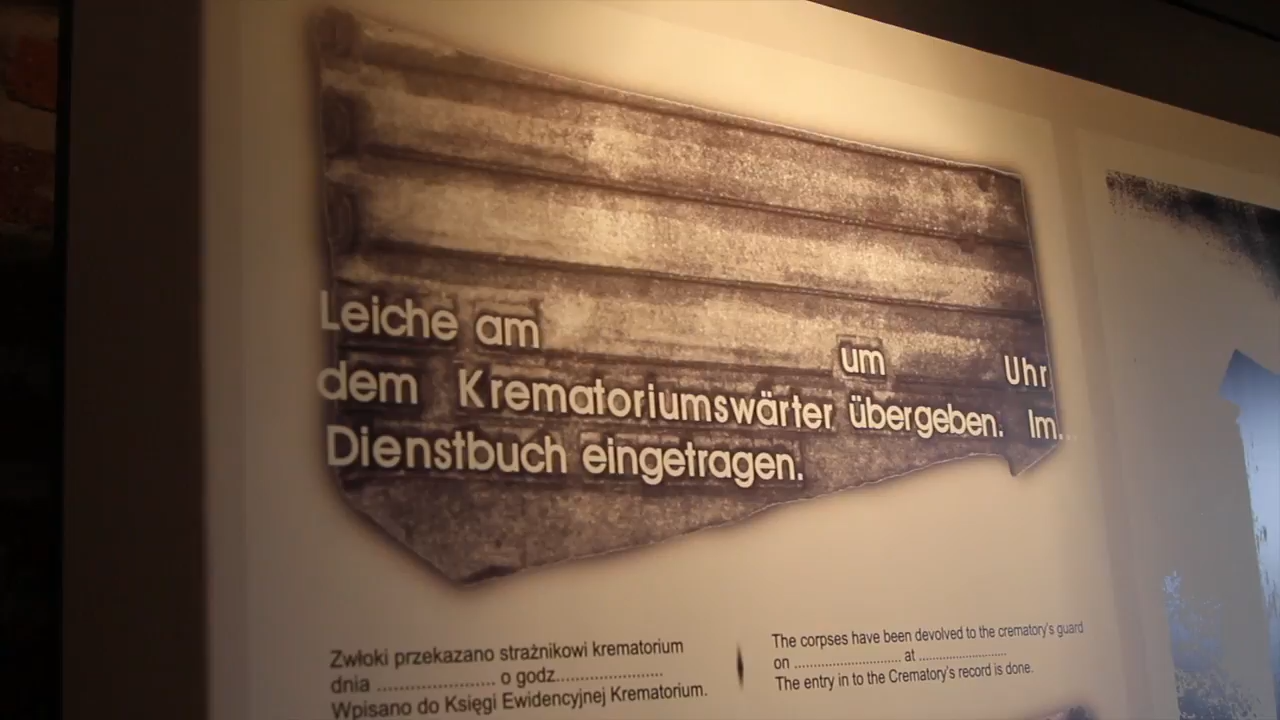 Leiche am um Uhr
dem Krematoriumswärter übergeben. Im...
Dienstbuch eingetragen.
Zwłoki przekazano strażnikowi krematorium
dnia ........................ o godz......................
Wpisano do Księgi Ewidencyjnej Krematorium.
The corpses have been devolved to the crematory's guard
on ........................... at ......................
The entry in to the Crematory's record is done.